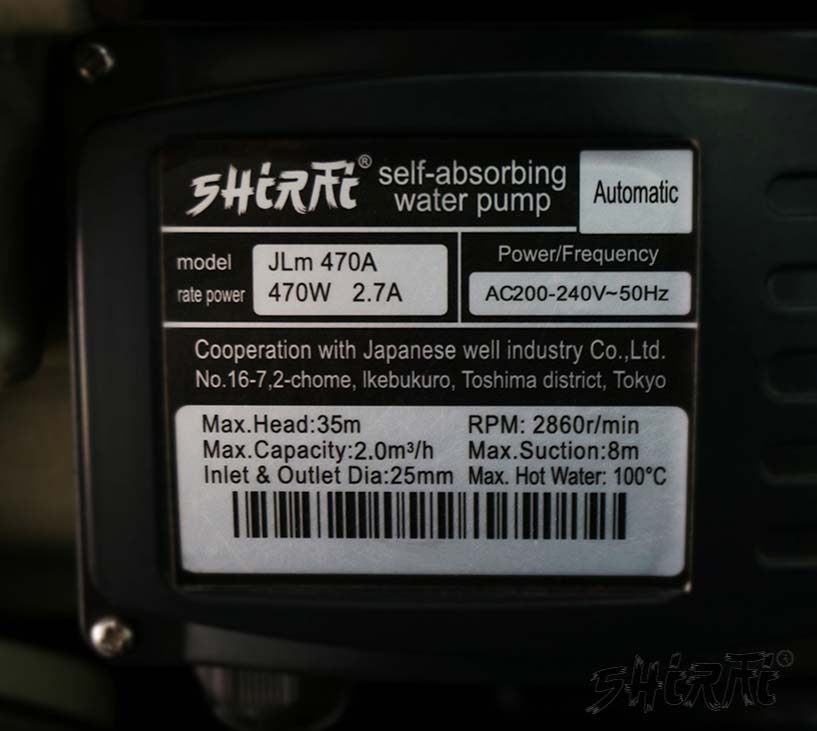 SHIRAI® self-absorbing water pump Automatic
model JLm 470A
rate power 470W 2.7A
Power/Frequency
AC200-240V~50Hz
Cooperation with Japanese well industry Co.,Ltd.
No.16-7,2-chome, Ikebukuro, Toshima district, Tokyo
Max.Head:35m RPM: 2860r/min
Max.Capacity:2.0m³/h Max.Suction:8m
Inlet & Outlet Dia:25mm Max. Hot Water: 100°C
SHIRAI®